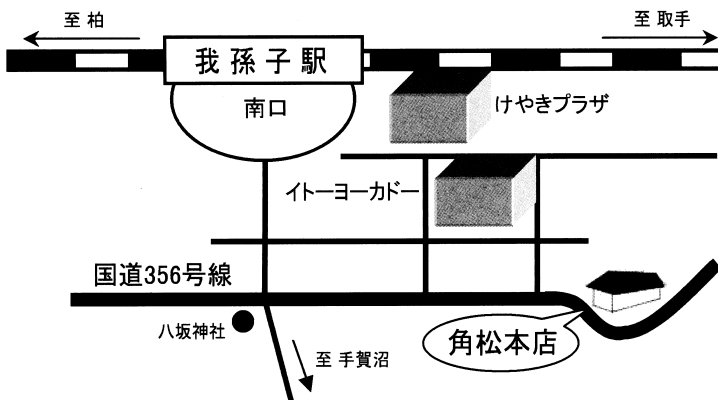 至 柏
至 取手
我孫子駅
南口
けやきプラザ
イトーヨーカドー
国道356号線
八坂神社
角松本店
至 手賀沼